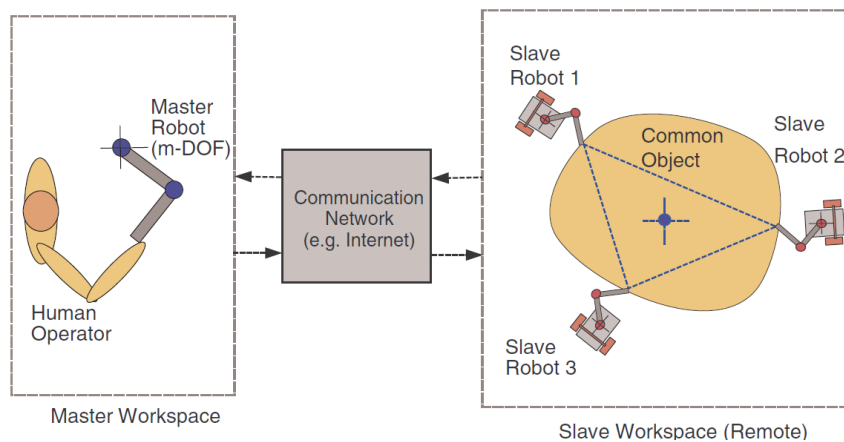 Master
Robot
(m-DOF)
Human
Operator
Master Workspace
Communication
Network
(e.g. Internet)
Slave
Robot 1
Common
Object
Slave
Robot 2
Slave
Robot 3
Slave Workspace (Remote)